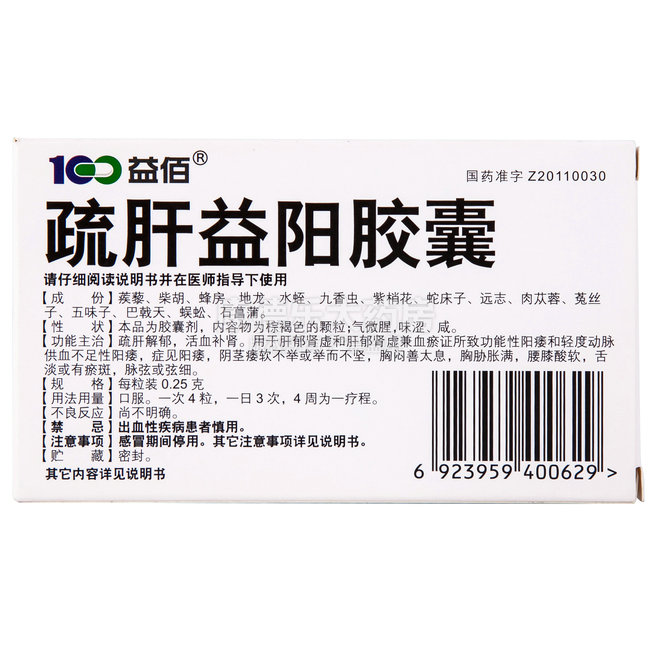 100 益佰®
国药准字 Z20110030
疏肝益阳胶囊
请仔细阅读说明书并在医师指导下使用
【成 份】蒺藜、柴胡、蜂房、地龙、水蛭、九香虫、紫梢花、蛇床子、远志、肉苁蓉、菟丝
子、五味子、巴戟天、蜈蚣、石菖蒲。
【性 状】本品为胶囊剂，内容物为棕褐色的颗粒;气微腥,味涩、咸。
【功能主治】疏肝解郁，活血补肾。用于肝郁肾虚和肝郁肾虚兼血瘀证所致功能性阳痿和轻度动脉
供血不足性阳痿，症见阳痿，阴茎痿软不举或举而不坚，胸闷善太息，胸胁胀满，腰膝酸软，舌
淡或有瘀斑，脉弦或弦细。
【规 格】每粒装 0.25 克
【用法用量】口服。一次 4 粒，一日 3 次，4 周为一疗程。
【不良反应】尚不明确。
【禁 忌】出血性疾病患者慎用。
【注意事项】感冒期间停用。其它注意事项详见说明书。
【贮 藏】密封。
其它内容详见说明书
6 923959 400629 >